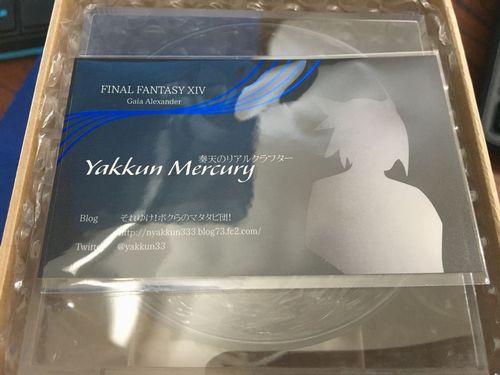 FINAL FANTASY XIV
Gaia Alexander
奏天のリアルクラフター
Yakkun Mercury
Blog それゆけ!ボクらのマタタビ団!
http://nyakkun333.blog73.fc2.com/
Twitter @yakkun33